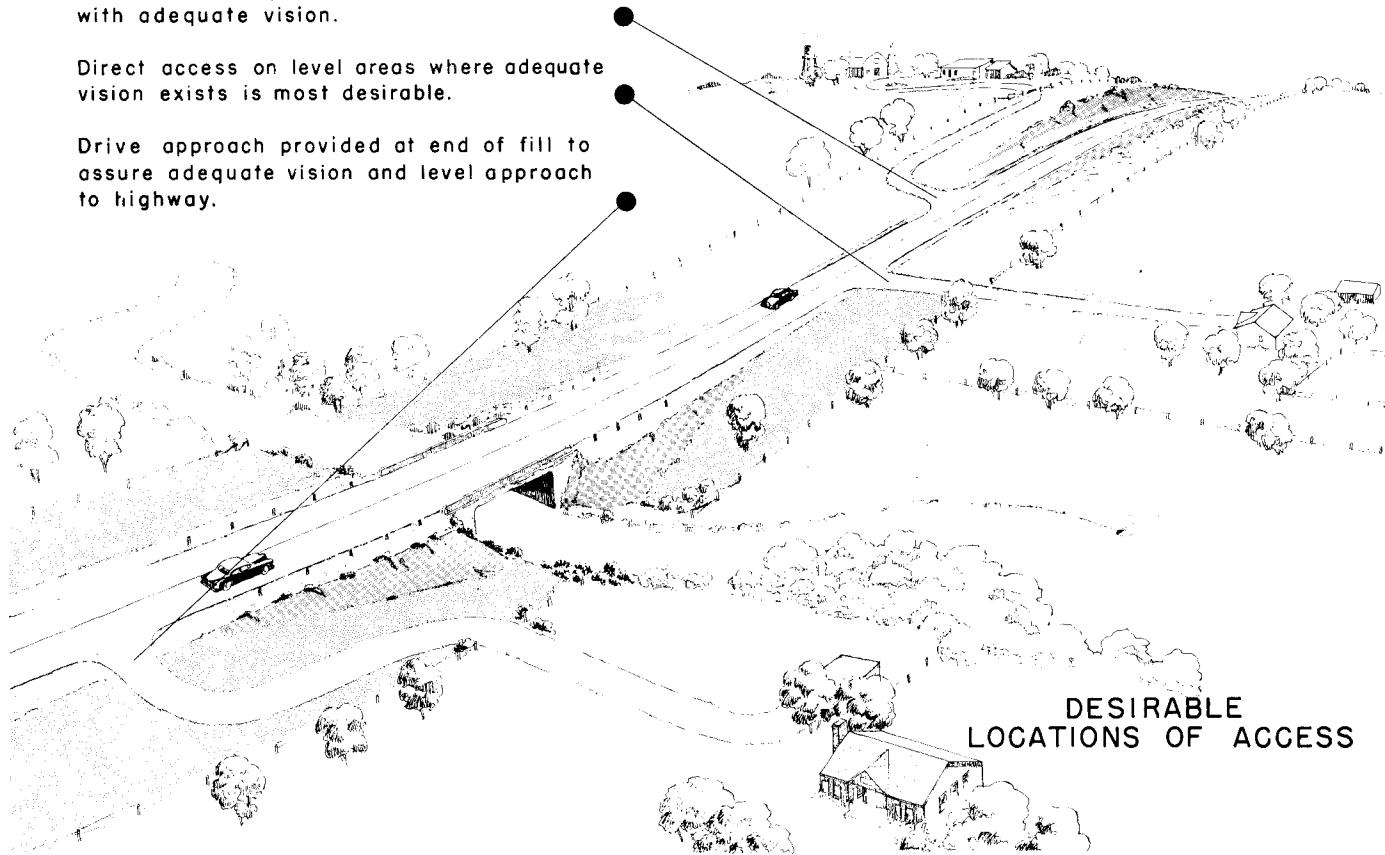 with adequate vision.
Direct access on level areas where adequate
vision exists is most desirable.
Drive approach provided at end of fill to
assure adequate vision and level approach
to highway.
DESIRABLE
LOCATIONS OF ACCESS